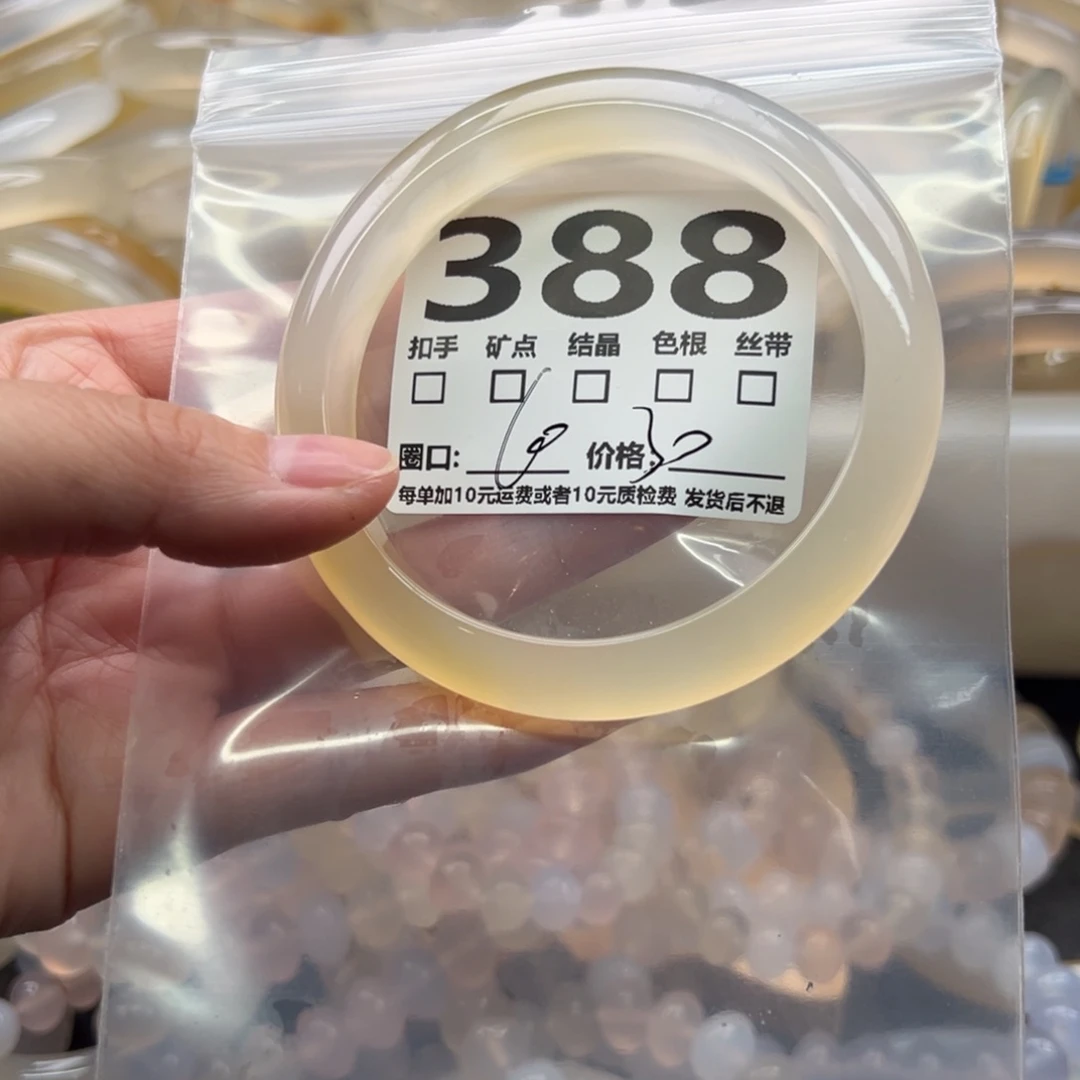 388
扣手 矿点 结晶 色根 丝带
圈口: 价格:
每单加10元运费或者10元质检费 发货后不退